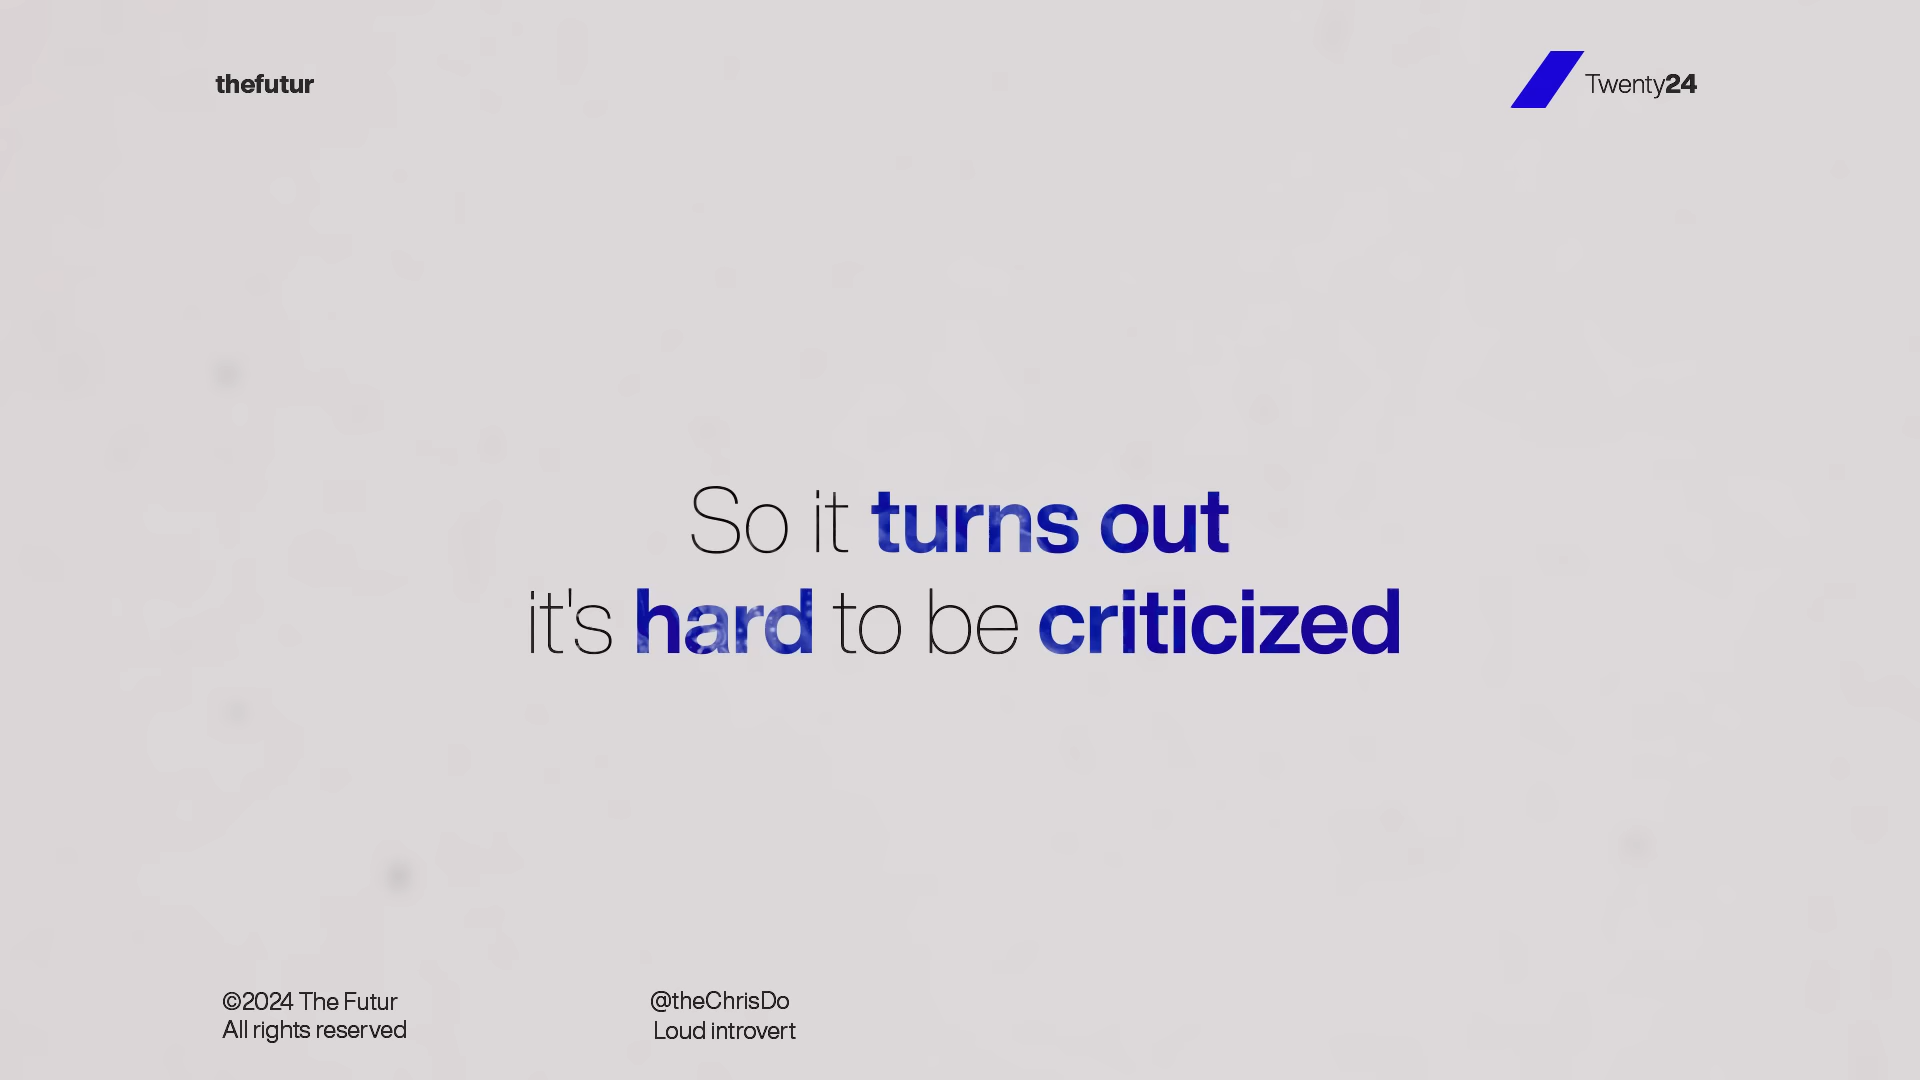 thefutur
Twenty24
So it turns out
it's hard to be criticized
©2024 The Futur
All rights reserved
@theChrisDo
Loud introvert